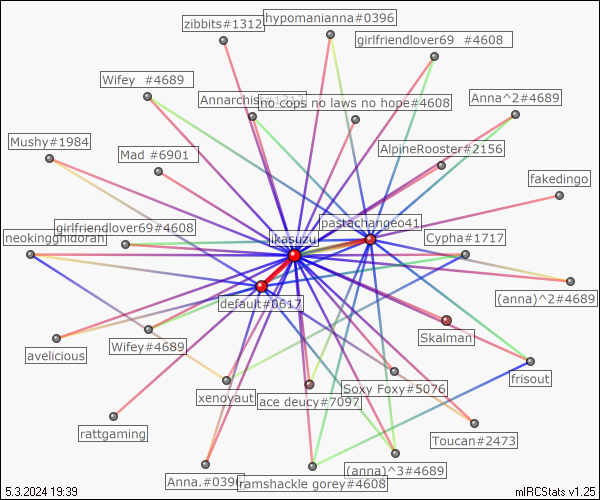 hypomanianna#0396
zibbits#1312
girlfriendlover69 #4608
Wifey #4689
Annarchist#1312
no cops no laws no hope#4608
Anna^2#4689
Mushy#1984
Mad #6901
AlpineRooster#2156
fakedingo
pastachangeo41
girlfriendlover69#4608
neokingghidorah
ikasuzu
Cypha#1717
default#0617
(anna)^2#4689
Skalman
avelicious
Wifey#4689
frisout
Soxy Foxy#5076
xenoyaut
ace deucy#7097
rattgaming
Toucan#2473
(anna)^3#4689
Anna.#0396
ramshackle gorey#4608
5.3.2024 19:39
mIRCStats v1.25